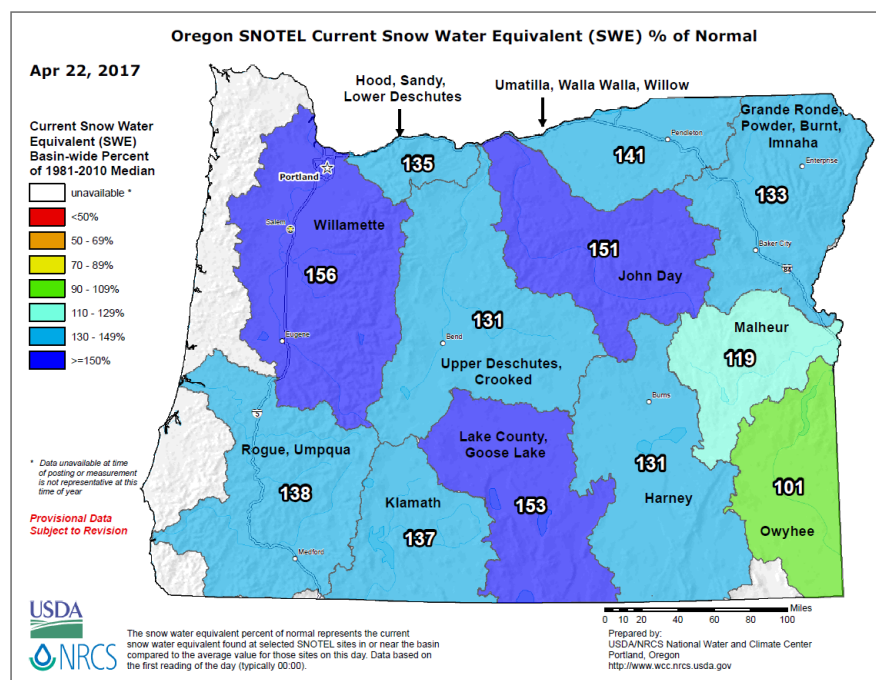 Oregon SNOTEL Current Snow Water Equivalent (SWE) % of Normal
Apr 22, 2017
Current Snow Water
Equivalent (SWE)
Basin-wide Percent
of 1981-2010 Median
unavailable *
<50%
50 - 69%
70 - 89%
90 - 109%
110 - 129%
130 - 149%
>=150%
* Data unavailable at time
of posting or measurement
is not representative at this
time of year
Provisional Data
Subject to Revision
Hood, Sandy,
Lower Deschutes
Umatilla, Walla Walla, Willow
Grande Ronde,
Powder, Burnt,
Imnaha
Pendleton
Enterprise
135
141
133
Portland
Salem
Willamette
156
151
John Day
Baker City
84
131
Bend
Upper Deschutes,
Crooked
Eugene
Malheur
119
Burns
5
Rogue, Umpqua
138
Medford
Klamath
137
Lake County,
Goose Lake
153
131
Harney
101
Owyhee
0 10 20 40 60 80 100
Miles
USDA
NRCS
The snow water equivalent percent of normal represents the current
snow water equivalent found at selected SNOTEL sites in or near the basin
compared to the average value for those sites on this day. Data based on
the first reading of the day (typically 00:00).
Prepared by:
USDA/NRCS National Water and Climate Center
Portland, Oregon
http://www.wcc.nrcs.usda.gov